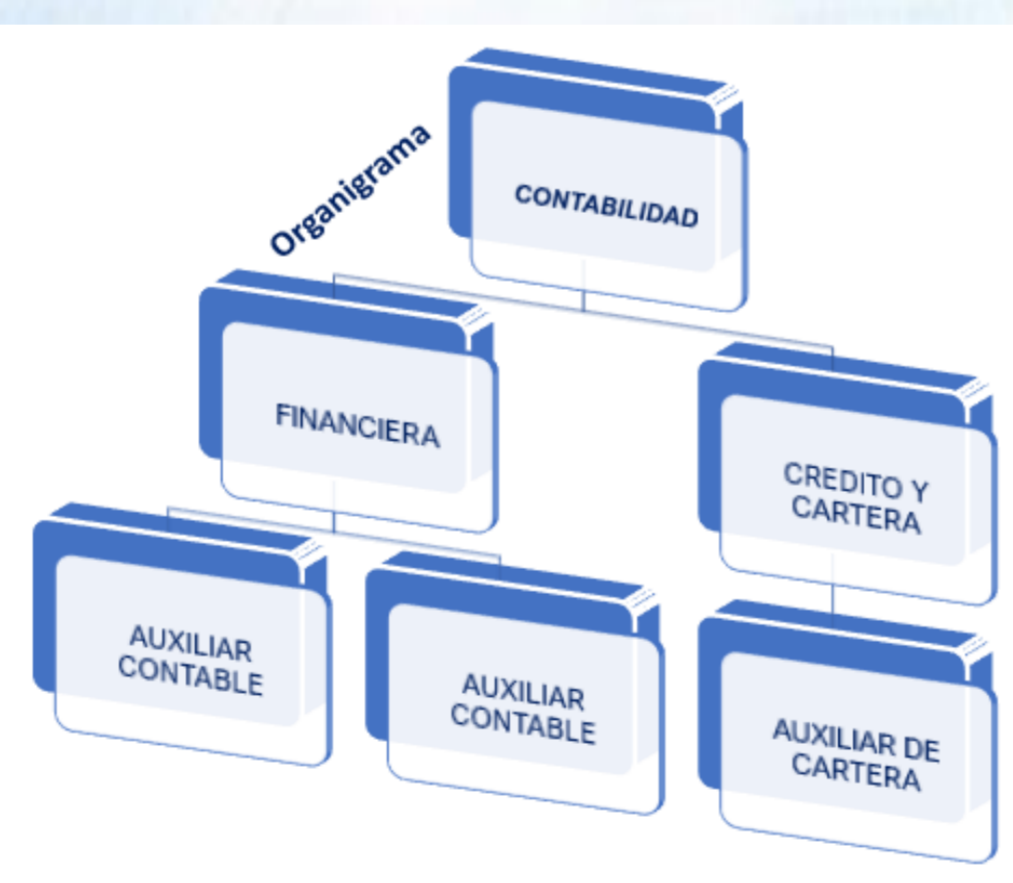 Organigrama
CONTABILIDAD
FINANCIERA
CREDITO Y
CARTERA
AUXILIAR
CONTABLE
AUXILIAR
CONTABLE
AUXILIAR DE
CARTERA